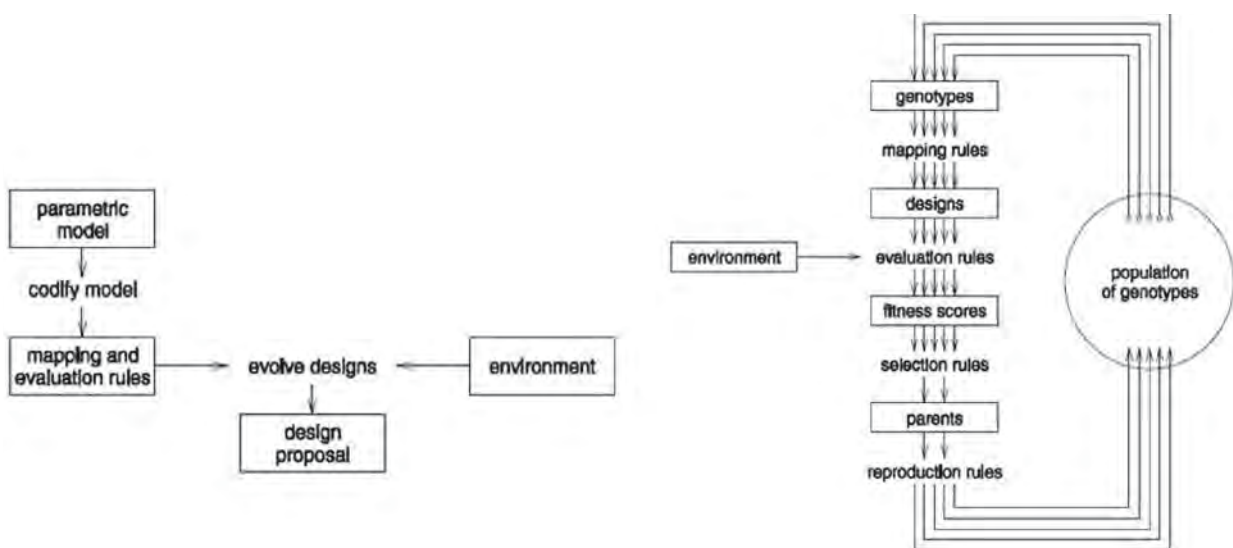 parametric
model
codify model
mapping and
evaluation rules
evolve designs
environment
design
proposal
genotypes
mapping rules
designs
environment
evaluation rules
fitness scores
selection rules
parents
reproduction rules
population
of genotypes